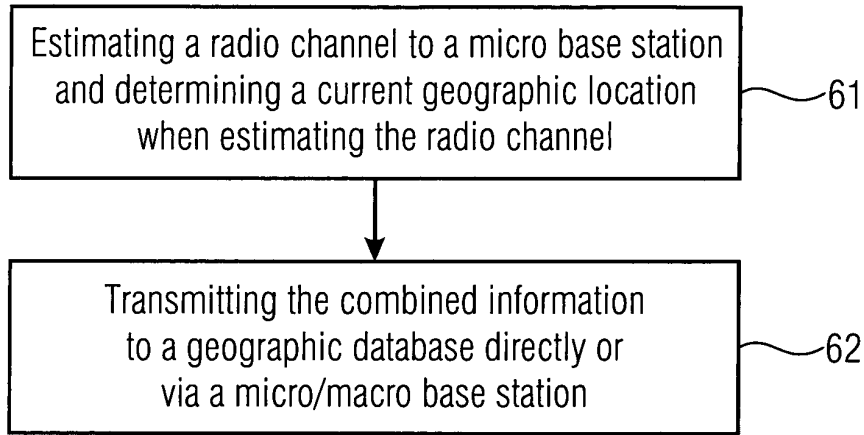 Estimating a radio channel to a micro base station
and determining a current geographic location
when estimating the radio channel
61
Transmitting the combined information
to a geographic database directly or
via a micro/macro base station
62